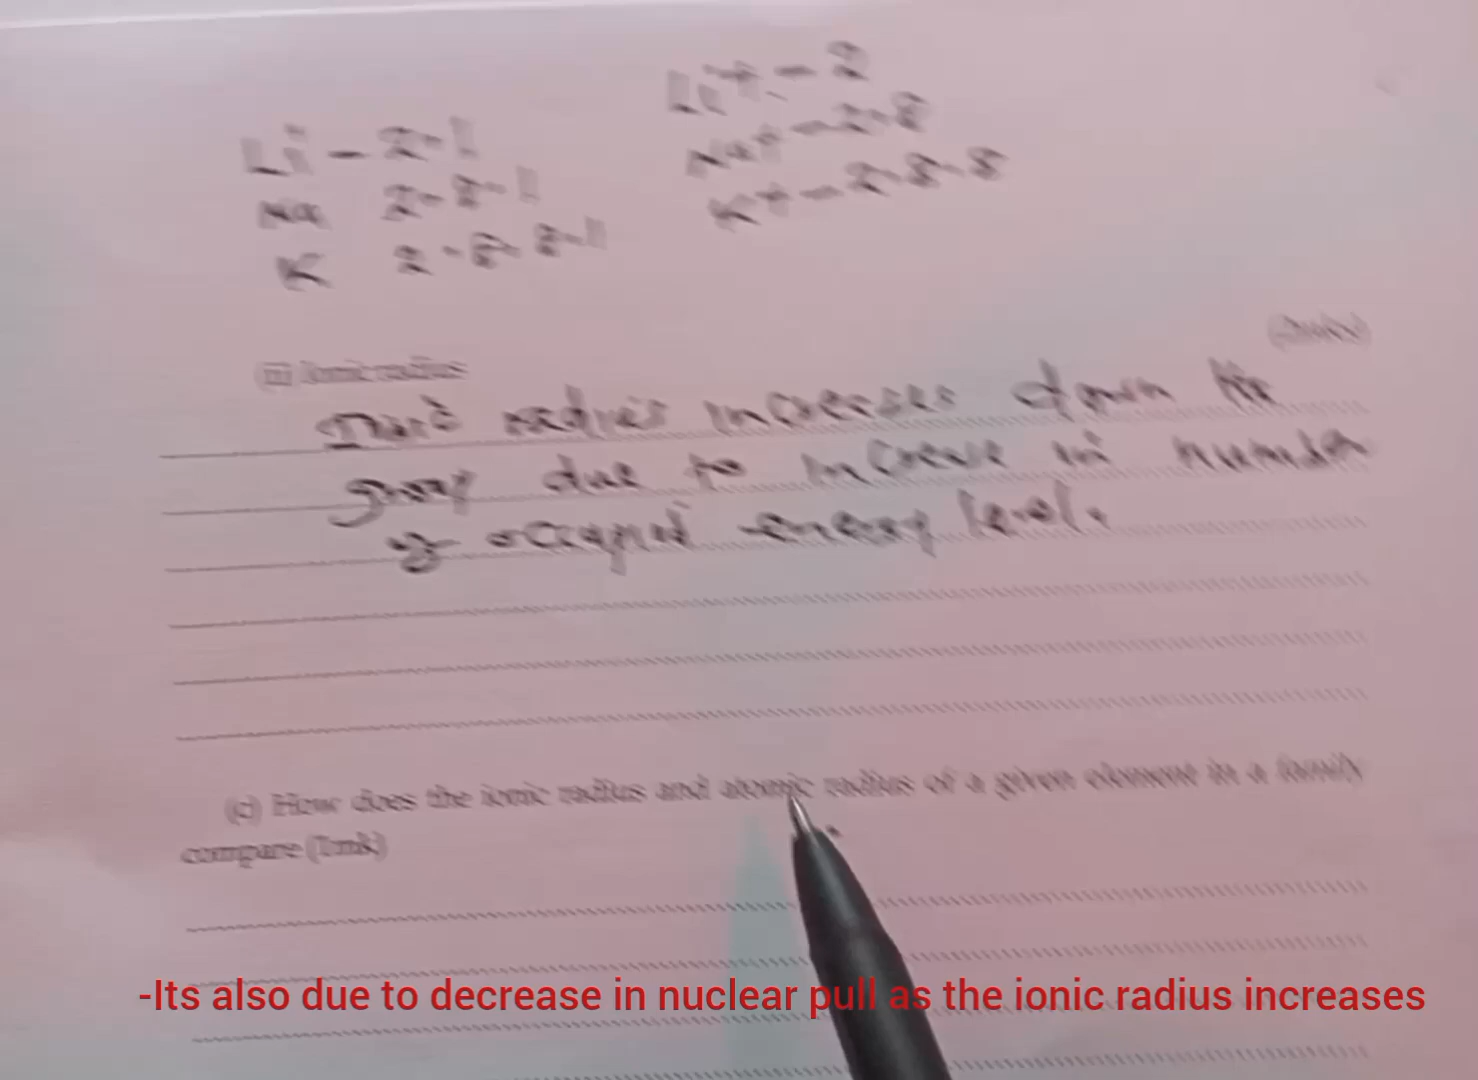 Li - 2.1
Na 2.8.1
K 2.8.8.1
Li+ - 2
Na+ - 2.8
K+ - 2.8.8
(ii) Ionic radius
Ionic radius increases down the
group due to increase in number
of occupied energy level.
(c) How does the ionic radius and atomic radius of a given element in a family
compare (1mk)
-Its also due to decrease in nuclear pull as the ionic radius increases